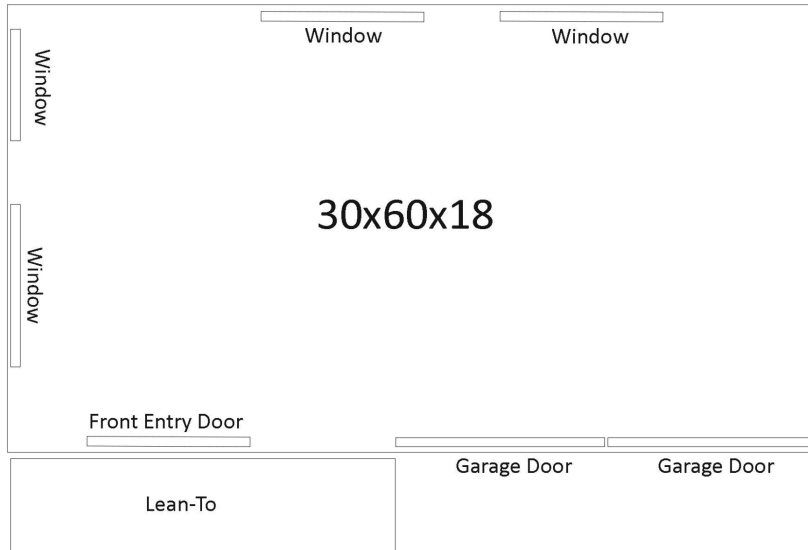 Window
Window
Window
30x60x18
Window
Front Entry Door
Garage Door
Garage Door
Lean-To